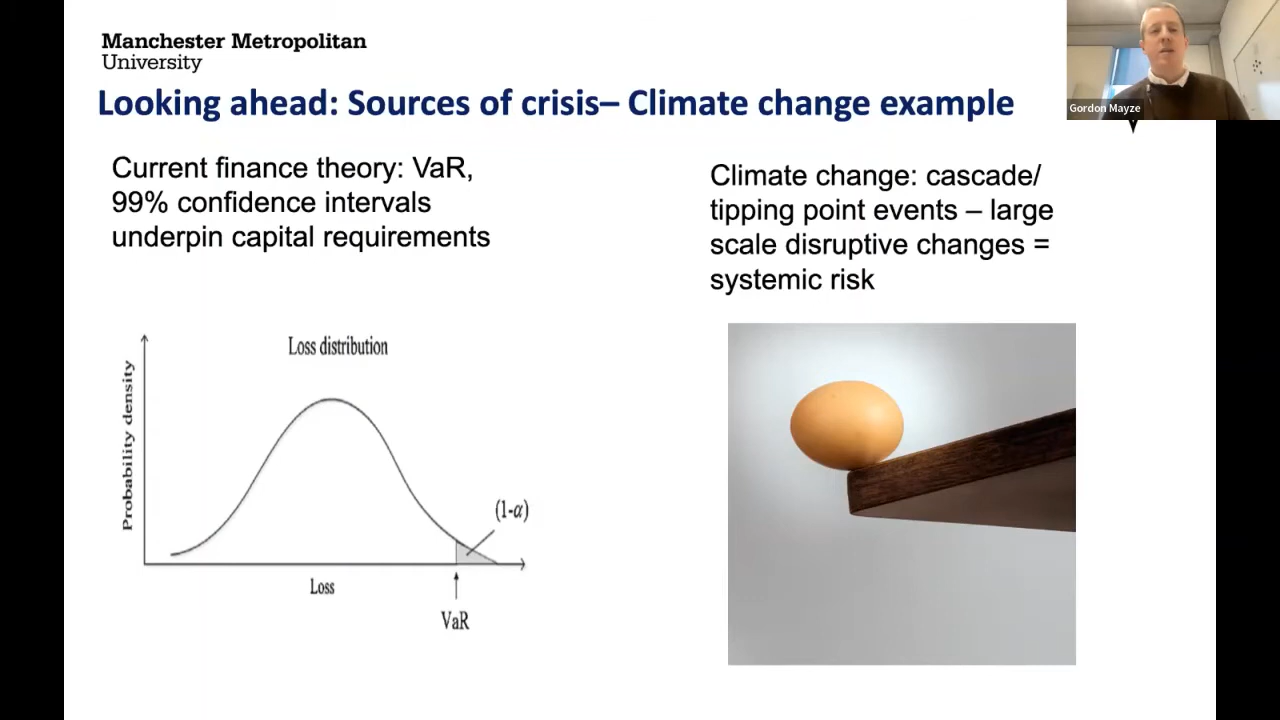 Manchester Metropolitan
University
Looking ahead: Sources of crisis– Climate change example
Gordon Mayze
Current finance theory: VaR,
99% confidence intervals
underpin capital requirements
Climate change: cascade/
tipping point events – large
scale disruptive changes =
systemic risk
Loss distribution
Probability density
(1-α)
Loss
VaR